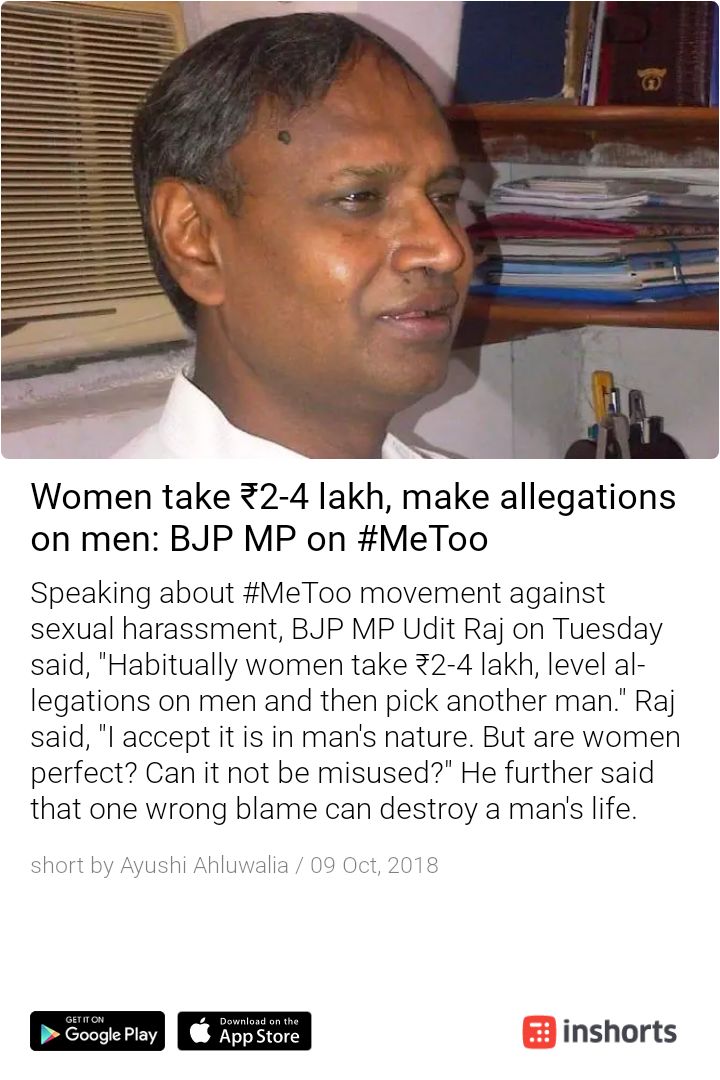 Women take ₹2-4 lakh, make allegations
on men: BJP MP on #MeToo
Speaking about #MeToo movement against
sexual harassment, BJP MP Udit Raj on Tuesday
said, "Habitually women take ₹2-4 lakh, level al-
legations on men and then pick another man." Raj
said, "I accept it is in man's nature. But are women
perfect? Can it not be misused?" He further said
that one wrong blame can destroy a man's life.
short by Ayushi Ahluwalia / 09 Oct, 2018
GET IT ON
Google Play
Download on the
App Store
inshorts